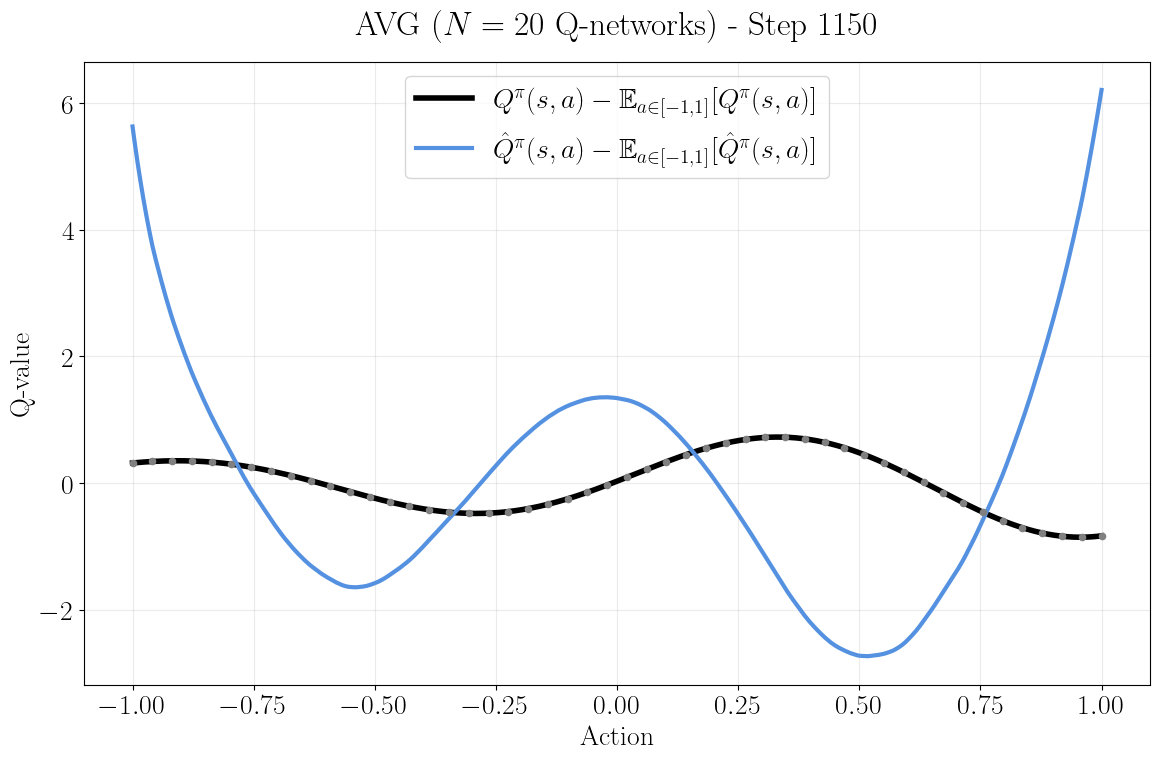 AVG (N = 20 Q-networks) - Step 1150
Q^π(s, a) − 𝔼_{a∈[−1,1]}[Q^π(s, a)]
Q̂^π(s, a) − 𝔼_{a∈[−1,1]}[Q̂^π(s, a)]
Q-value
6
4
2
0
−2
−1.00 −0.75 −0.50 −0.25 0.00 0.25 0.50 0.75 1.00
Action